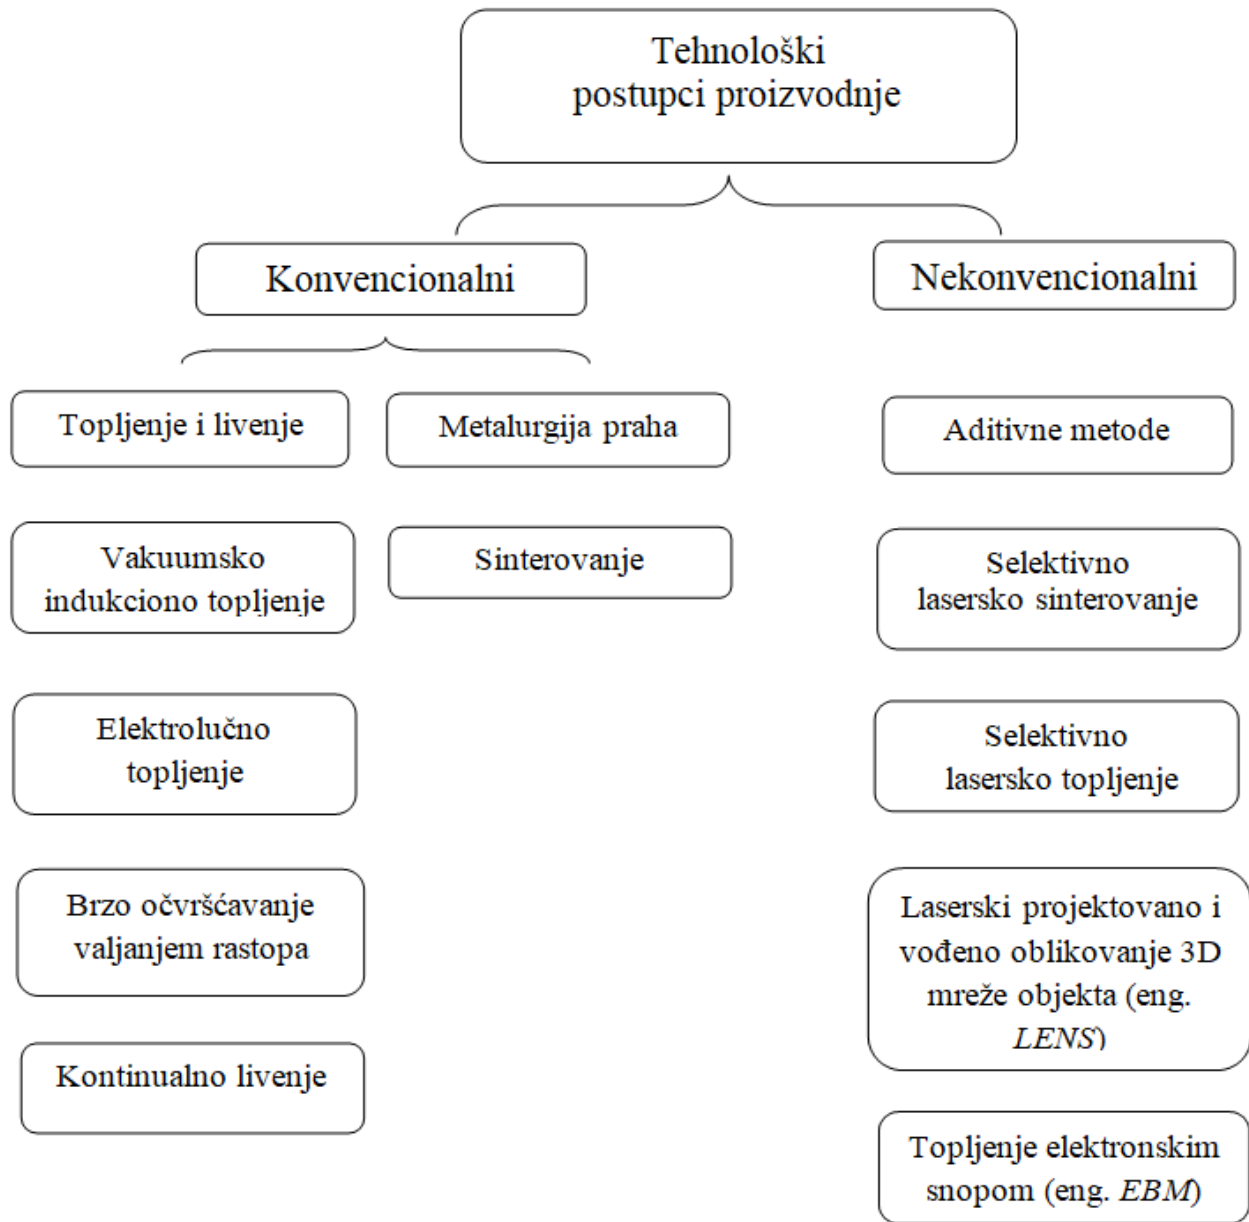 Tehnološki
postupci proizvodnje
Konvencionalni
Nekonvencionalni
Topljenje i livenje
Metalurgija praha
Aditivne metode
Vakuumsko
indukciono topljenje
Sinterovanje
Selektivno
lasersko sinterovanje
Elektrolučno
topljenje
Selektivno
lasersko topljenje
Brzo očvršćavanje
valjanjem rastopa
Laserski projektovano i
vođeno oblikovanje 3D
mreže objekta (eng.
LENS)
Kontinualno livenje
Topljenje elektronskim
snopom (eng. EBM)